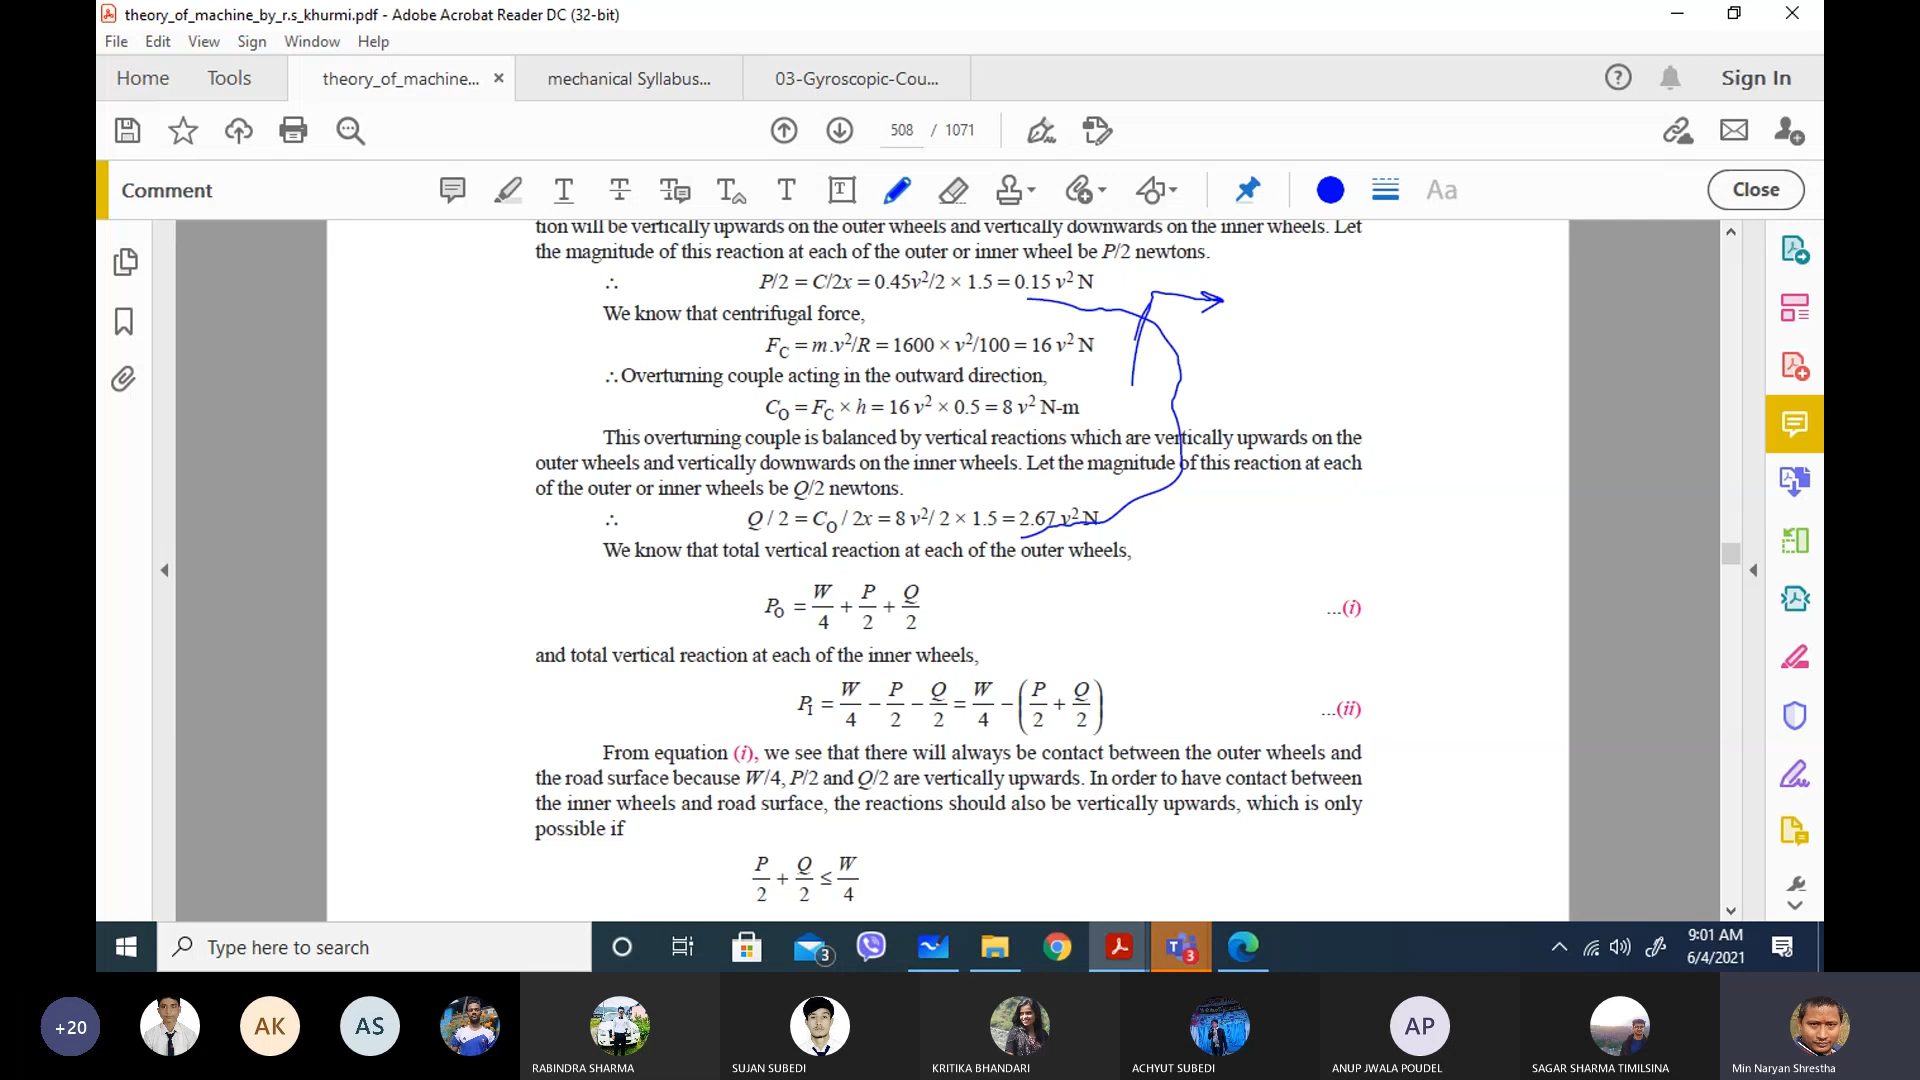 theory_of_machine_by_r.s_khurmi.pdf - Adobe Acrobat Reader DC (32-bit)
File Edit View Sign Window Help
Home Tools theory_of_machine... × mechanical Syllabus... 03-Gyroscopic-Cou... Sign In
508 / 1071
Comment Aa Close
tion will be vertically upwards on the outer wheels and vertically downwards on the inner wheels. Let
the magnitude of this reaction at each of the outer or inner wheel be P/2 newtons.
∴ P/2 = C/2x = 0.45v²/2 × 1.5 = 0.15 v² N
We know that centrifugal force,
F_C = m.v²/R = 1600 × v²/100 = 16 v² N
∴ Overturning couple acting in the outward direction,
C_O = F_C × h = 16 v² × 0.5 = 8 v² N-m
This overturning couple is balanced by vertical reactions which are vertically upwards on the
outer wheels and vertically downwards on the inner wheels. Let the magnitude of this reaction at each
of the outer or inner wheels be Q/2 newtons.
∴ Q / 2 = C_O / 2x = 8 v²/ 2 × 1.5 = 2.67 v² N
We know that total vertical reaction at each of the outer wheels,
P_O = W/4 + P/2 + Q/2 ...(i)
and total vertical reaction at each of the inner wheels,
P_I = W/4 − P/2 − Q/2 = W/4 − (P/2 + Q/2) ...(ii)
From equation (i), we see that there will always be contact between the outer wheels and
the road surface because W/4, P/2 and Q/2 are vertically upwards. In order to have contact between
the inner wheels and road surface, the reactions should also be vertically upwards, which is only
possible if
P/2 + Q/2 ≤ W/4
Type here to search 3 3 9:01 AM
6/4/2021
+20 AK AS AP
RABINDRA SHARMA SUJAN SUBEDI KRITIKA BHANDARI ACHYUT SUBEDI ANUP JWALA POUDEL SAGAR SHARMA TIMILSINA Min Naryan Shrestha